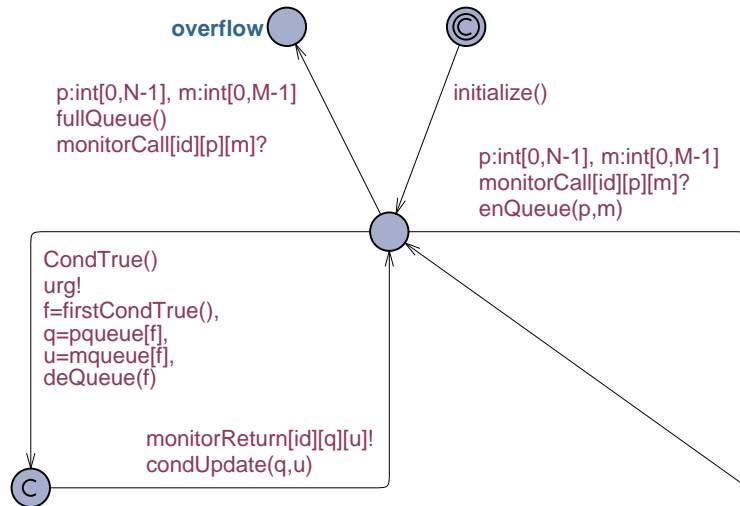 overflow
C
p:int[0,N-1], m:int[0,M-1]
fullQueue()
monitorCall[id][p][m]?
initialize()
p:int[0,N-1], m:int[0,M-1]
monitorCall[id][p][m]?
enQueue(p,m)
CondTrue()
urg!
f=firstCondTrue(),
q=pqueue[f],
u=mqueue[f],
deQueue(f)
monitorReturn[id][q][u]!
condUpdate(q,u)
C